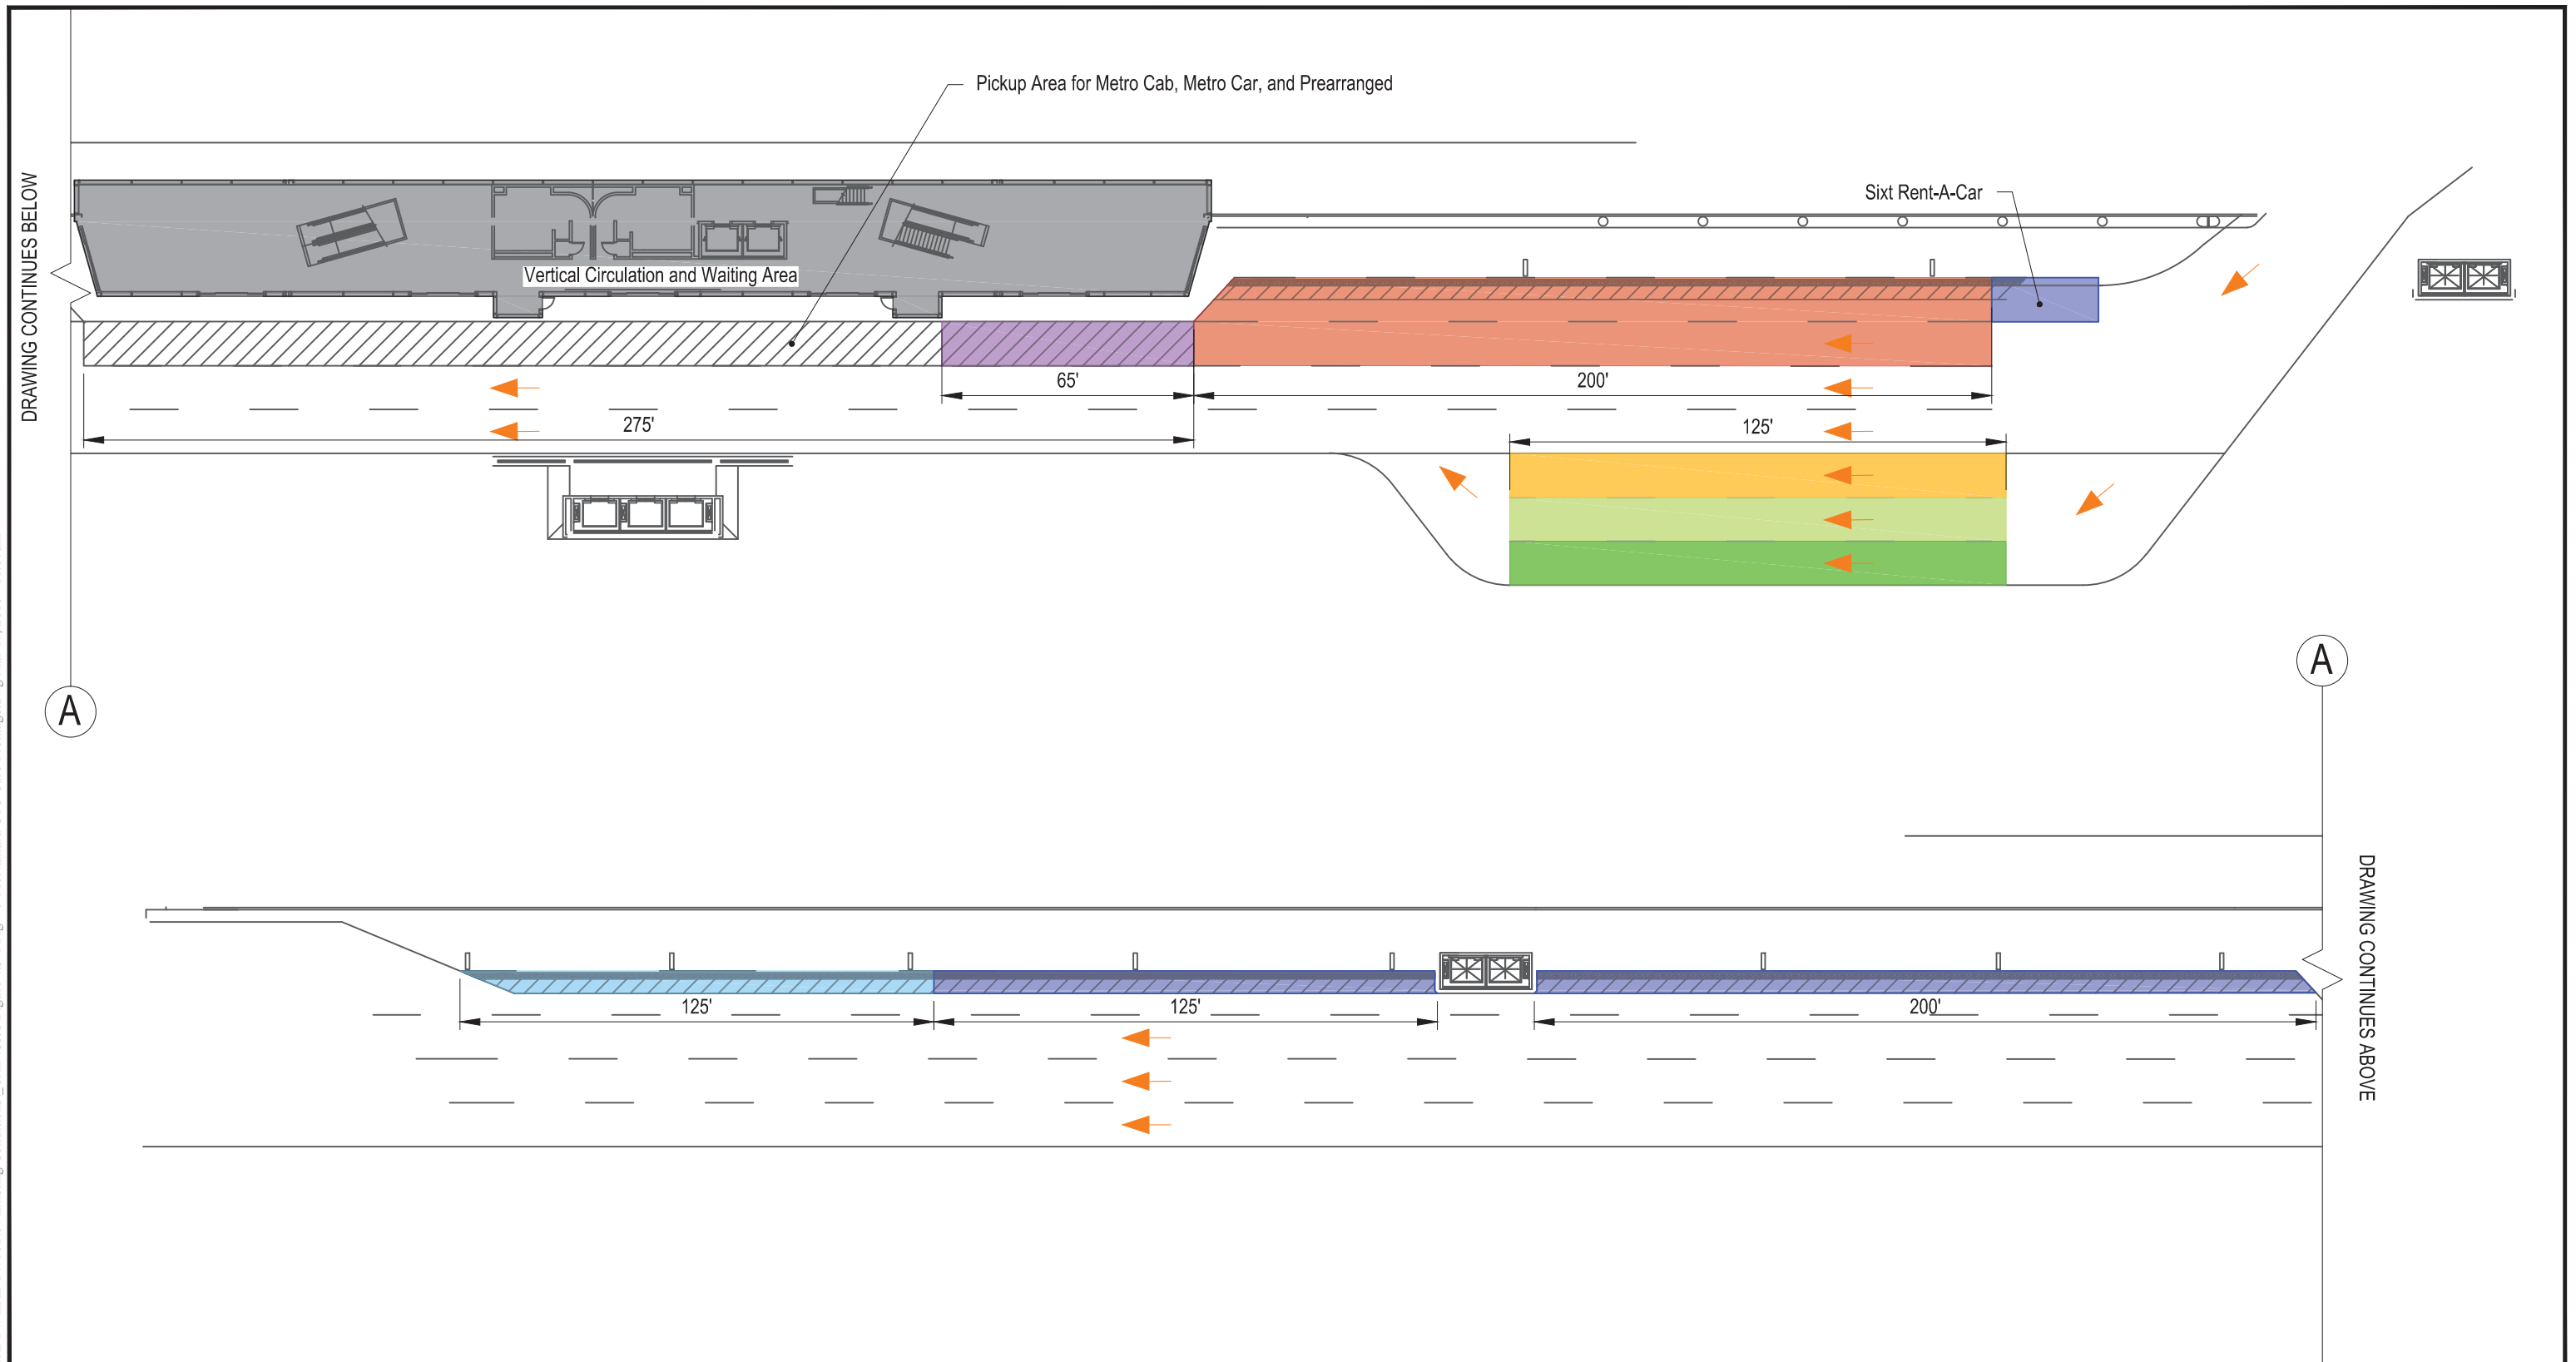 Pickup Area for Metro Cab, Metro Car, and Prearranged
DRAWING CONTINUES BELOW
Sixt Rent-A-Car
Vertical Circulation and Waiting Area
65'
200'
275'
125'
A
A
DRAWING CONTINUES ABOVE
125'
125'
200'